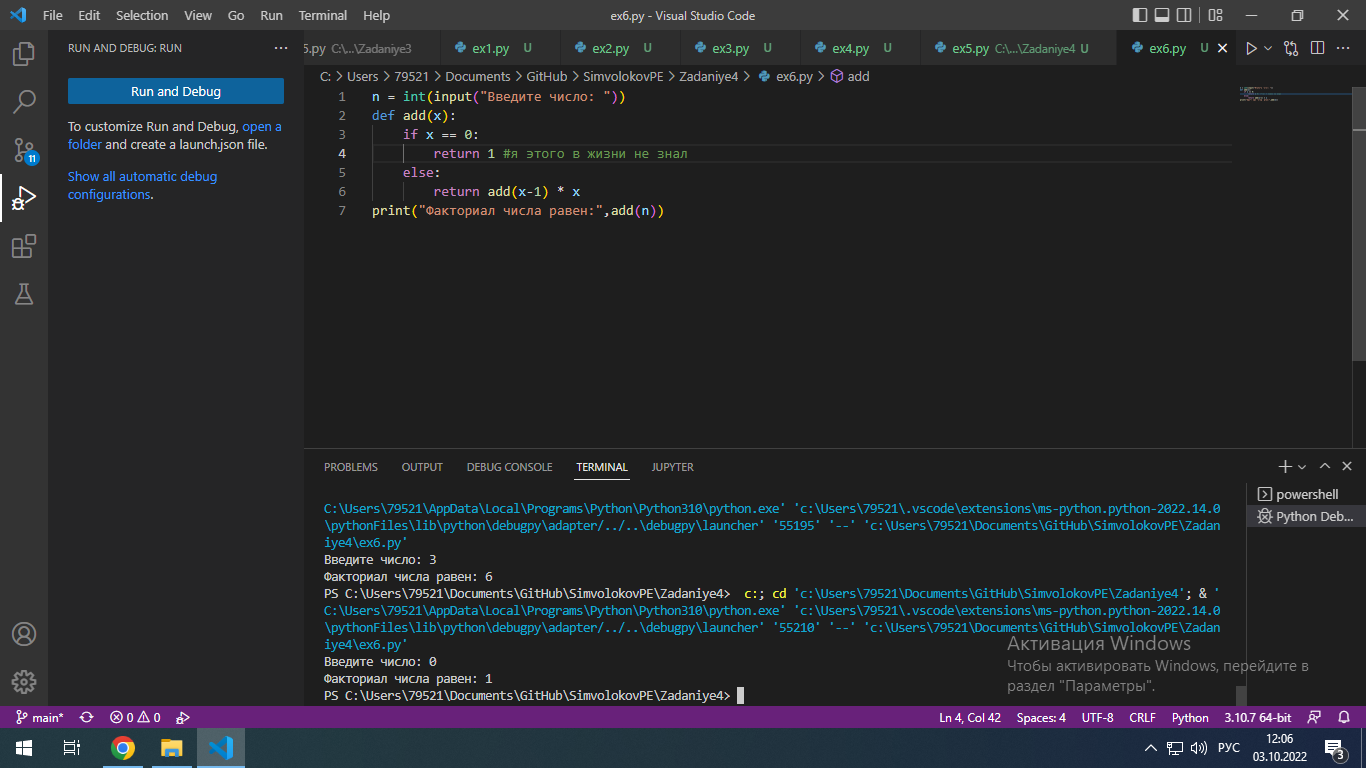 File Edit Selection View Go Run Terminal Help ex6.py - Visual Studio Code
RUN AND DEBUG: RUN ···
5.py C:\...\Zadaniye3 ex1.py U ex2.py U ex3.py U ex4.py U ex5.py C:\...\Zadaniye4 U ex6.py U
C: > Users > 79521 > Documents > GitHub > SimvolokovPE > Zadaniye4 > ex6.py > add
Run and Debug
To customize Run and Debug, open a
folder and create a launch.json file.
Show all automatic debug
configurations.
11
1 n = int(input("Введите число: "))
2 def add(x):
3 if x == 0:
4 return 1 #я этого в жизни не знал
5 else:
6 return add(x-1) * x
7 print("Факториал числа равен:",add(n))
PROBLEMS OUTPUT DEBUG CONSOLE TERMINAL JUPYTER
powershell
Python Deb...
C:\Users\79521\AppData\Local\Programs\Python\Python310\python.exe' 'c:\Users\79521\.vscode\extensions\ms-python.python-2022.14.0
\pythonFiles\lib\python\debugpy\adapter/../..\debugpy\launcher' '55195' '--' 'c:\Users\79521\Documents\GitHub\SimvolokovPE\Zadan
iye4\ex6.py'
Введите число: 3
Факториал числа равен: 6
PS C:\Users\79521\Documents\GitHub\SimvolokovPE\Zadaniye4> c:; cd 'c:\Users\79521\Documents\GitHub\SimvolokovPE\Zadaniye4'; & '
C:\Users\79521\AppData\Local\Programs\Python\Python310\python.exe' 'c:\Users\79521\.vscode\extensions\ms-python.python-2022.14.0
\pythonFiles\lib\python\debugpy\adapter/../..\debugpy\launcher' '55210' '--' 'c:\Users\79521\Documents\GitHub\SimvolokovPE\Zadan
iye4\ex6.py'
Введите число: 0
Факториал числа равен: 1
PS C:\Users\79521\Documents\GitHub\SimvolokovPE\Zadaniye4>
Активация Windows
Чтобы активировать Windows, перейдите в
раздел "Параметры".
main* 0 0 Ln 4, Col 42 Spaces: 4 UTF-8 CRLF Python 3.10.7 64-bit
РУС 12:06
03.10.2022 3